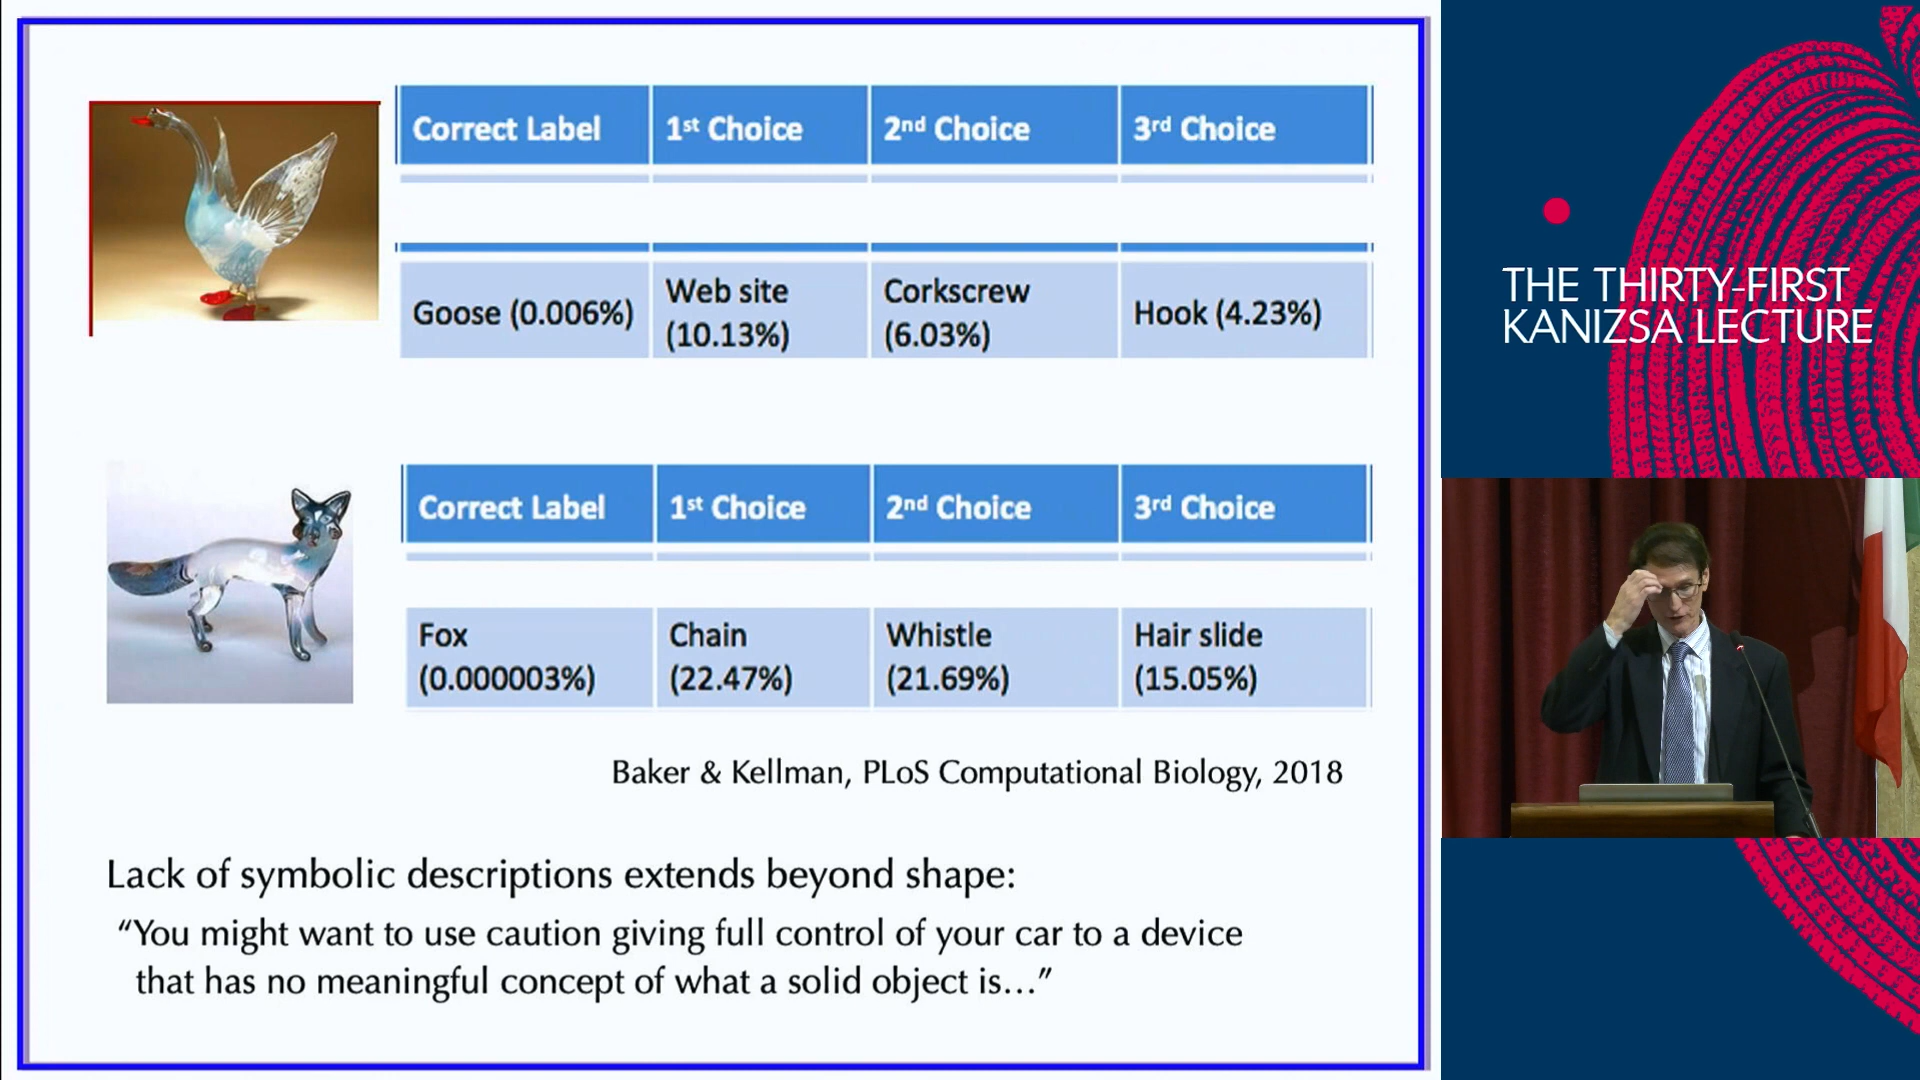 Correct Label 1st Choice 2nd Choice 3rd Choice
Goose (0.006%) Web site (10.13%) Corkscrew (6.03%) Hook (4.23%)
Correct Label 1st Choice 2nd Choice 3rd Choice
Fox (0.000003%) Chain (22.47%) Whistle (21.69%) Hair slide (15.05%)
Baker & Kellman, PLoS Computational Biology, 2018
Lack of symbolic descriptions extends beyond shape:
“You might want to use caution giving full control of your car to a device
that has no meaningful concept of what a solid object is…”
THE THIRTY-FIRST
KANIZSA LECTURE